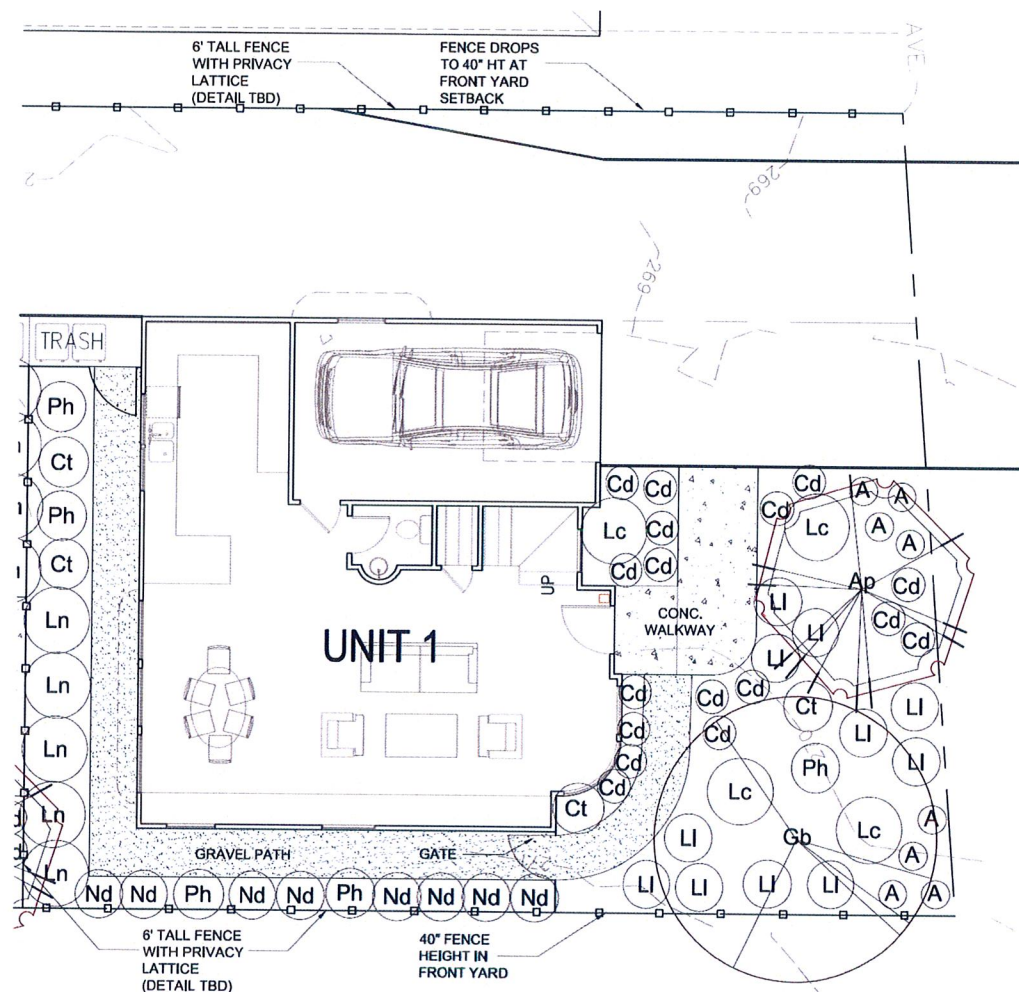 6' TALL FENCE
WITH PRIVACY
LATTICE
(DETAIL TBD)
FENCE DROPS
TO 40" HT AT
FRONT YARD
SETBACK
AVE
2
269
269
TRASH
Ph
Ct
Ph
Ct
Ln
Ln
Ln
Ln
Ln
UP
UNIT 1
Cd
Cd
Lc
Cd
Cd
Cd
CONC.
WALKWAY
Cd
Cd
Lc
A
A
A
A
Ap
Cd
Cd
Cd
Ll
Ll
Ll
Cd
Cd
Cd
Cd
Cd
Cd
Cd
Ct
Ct
Ll
Ll
Ll
Ph
Lc
Lc
Gb
Ll
A
A
A
A
Ll
Ll
Ll
Ll
GRAVEL PATH
GATE
Nd
Nd
Ph
Nd
Nd
Ph
Nd
Nd
Nd
Nd
6' TALL FENCE
WITH PRIVACY
LATTICE
(DETAIL TBD)
40" FENCE
HEIGHT IN
FRONT YARD